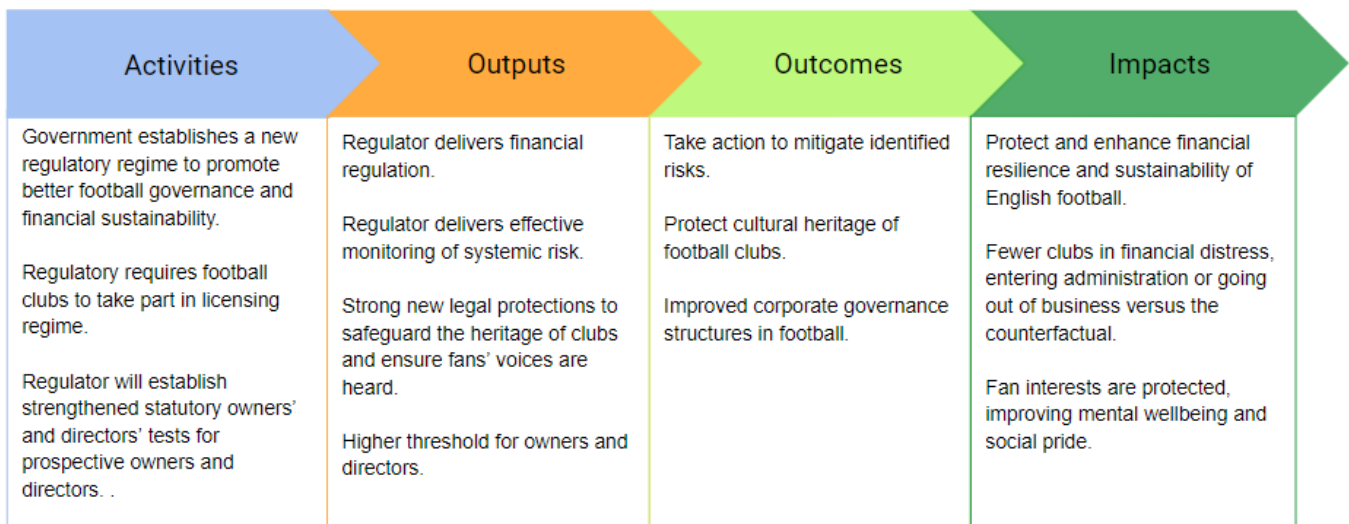 Activities
Government establishes a new
regulatory regime to promote
better football governance and
financial sustainability.
Regulatory requires football
clubs to take part in licensing
regime.
Regulator will establish
strengthened statutory owners’
and directors’ tests for
prospective owners and
directors. .
Outputs
Regulator delivers financial
regulation.
Regulator delivers effective
monitoring of systemic risk.
Strong new legal protections to
safeguard the heritage of clubs
and ensure fans’ voices are
heard.
Higher threshold for owners and
directors.
Outcomes
Take action to mitigate identified
risks.
Protect cultural heritage of
football clubs.
Improved corporate governance
structures in football.
Impacts
Protect and enhance financial
resilience and sustainability of
English football.
Fewer clubs in financial distress,
entering administration or going
out of business versus the
counterfactual.
Fan interests are protected,
improving mental wellbeing and
social pride.